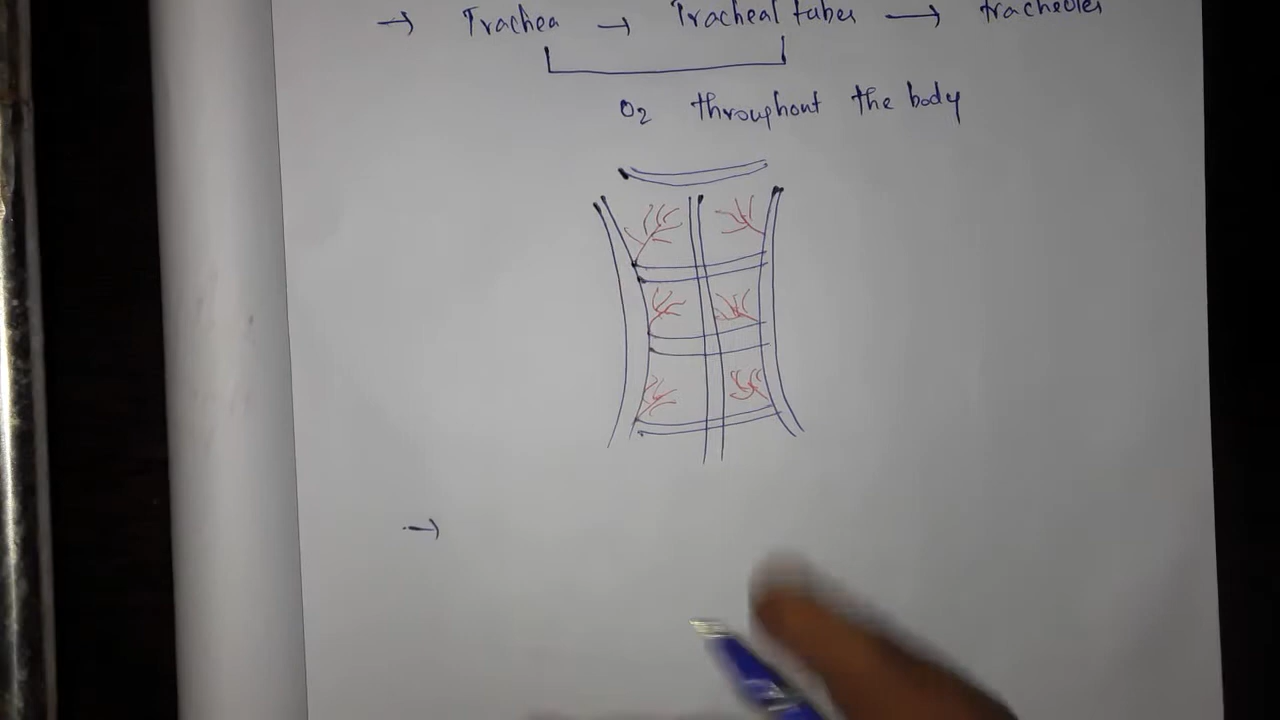 → Trachea → Tracheal tubes → tracheoles
O2 throughout the body
→